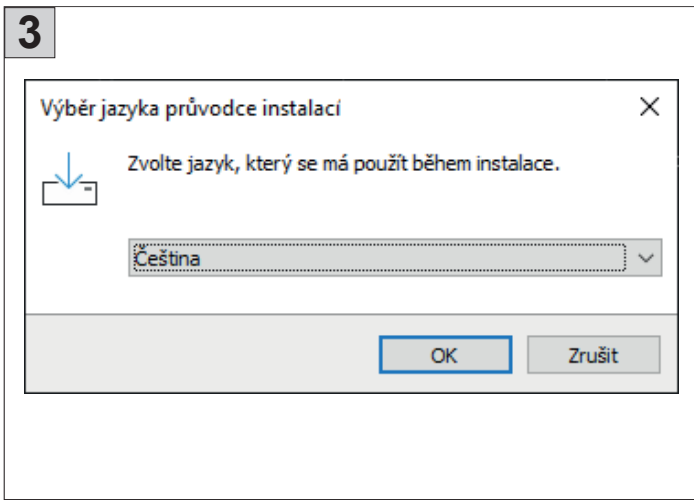 3
Výběr jazyka průvodce instalací
Zvolte jazyk, který se má použít během instalace.
Čeština
OK
Zrušit